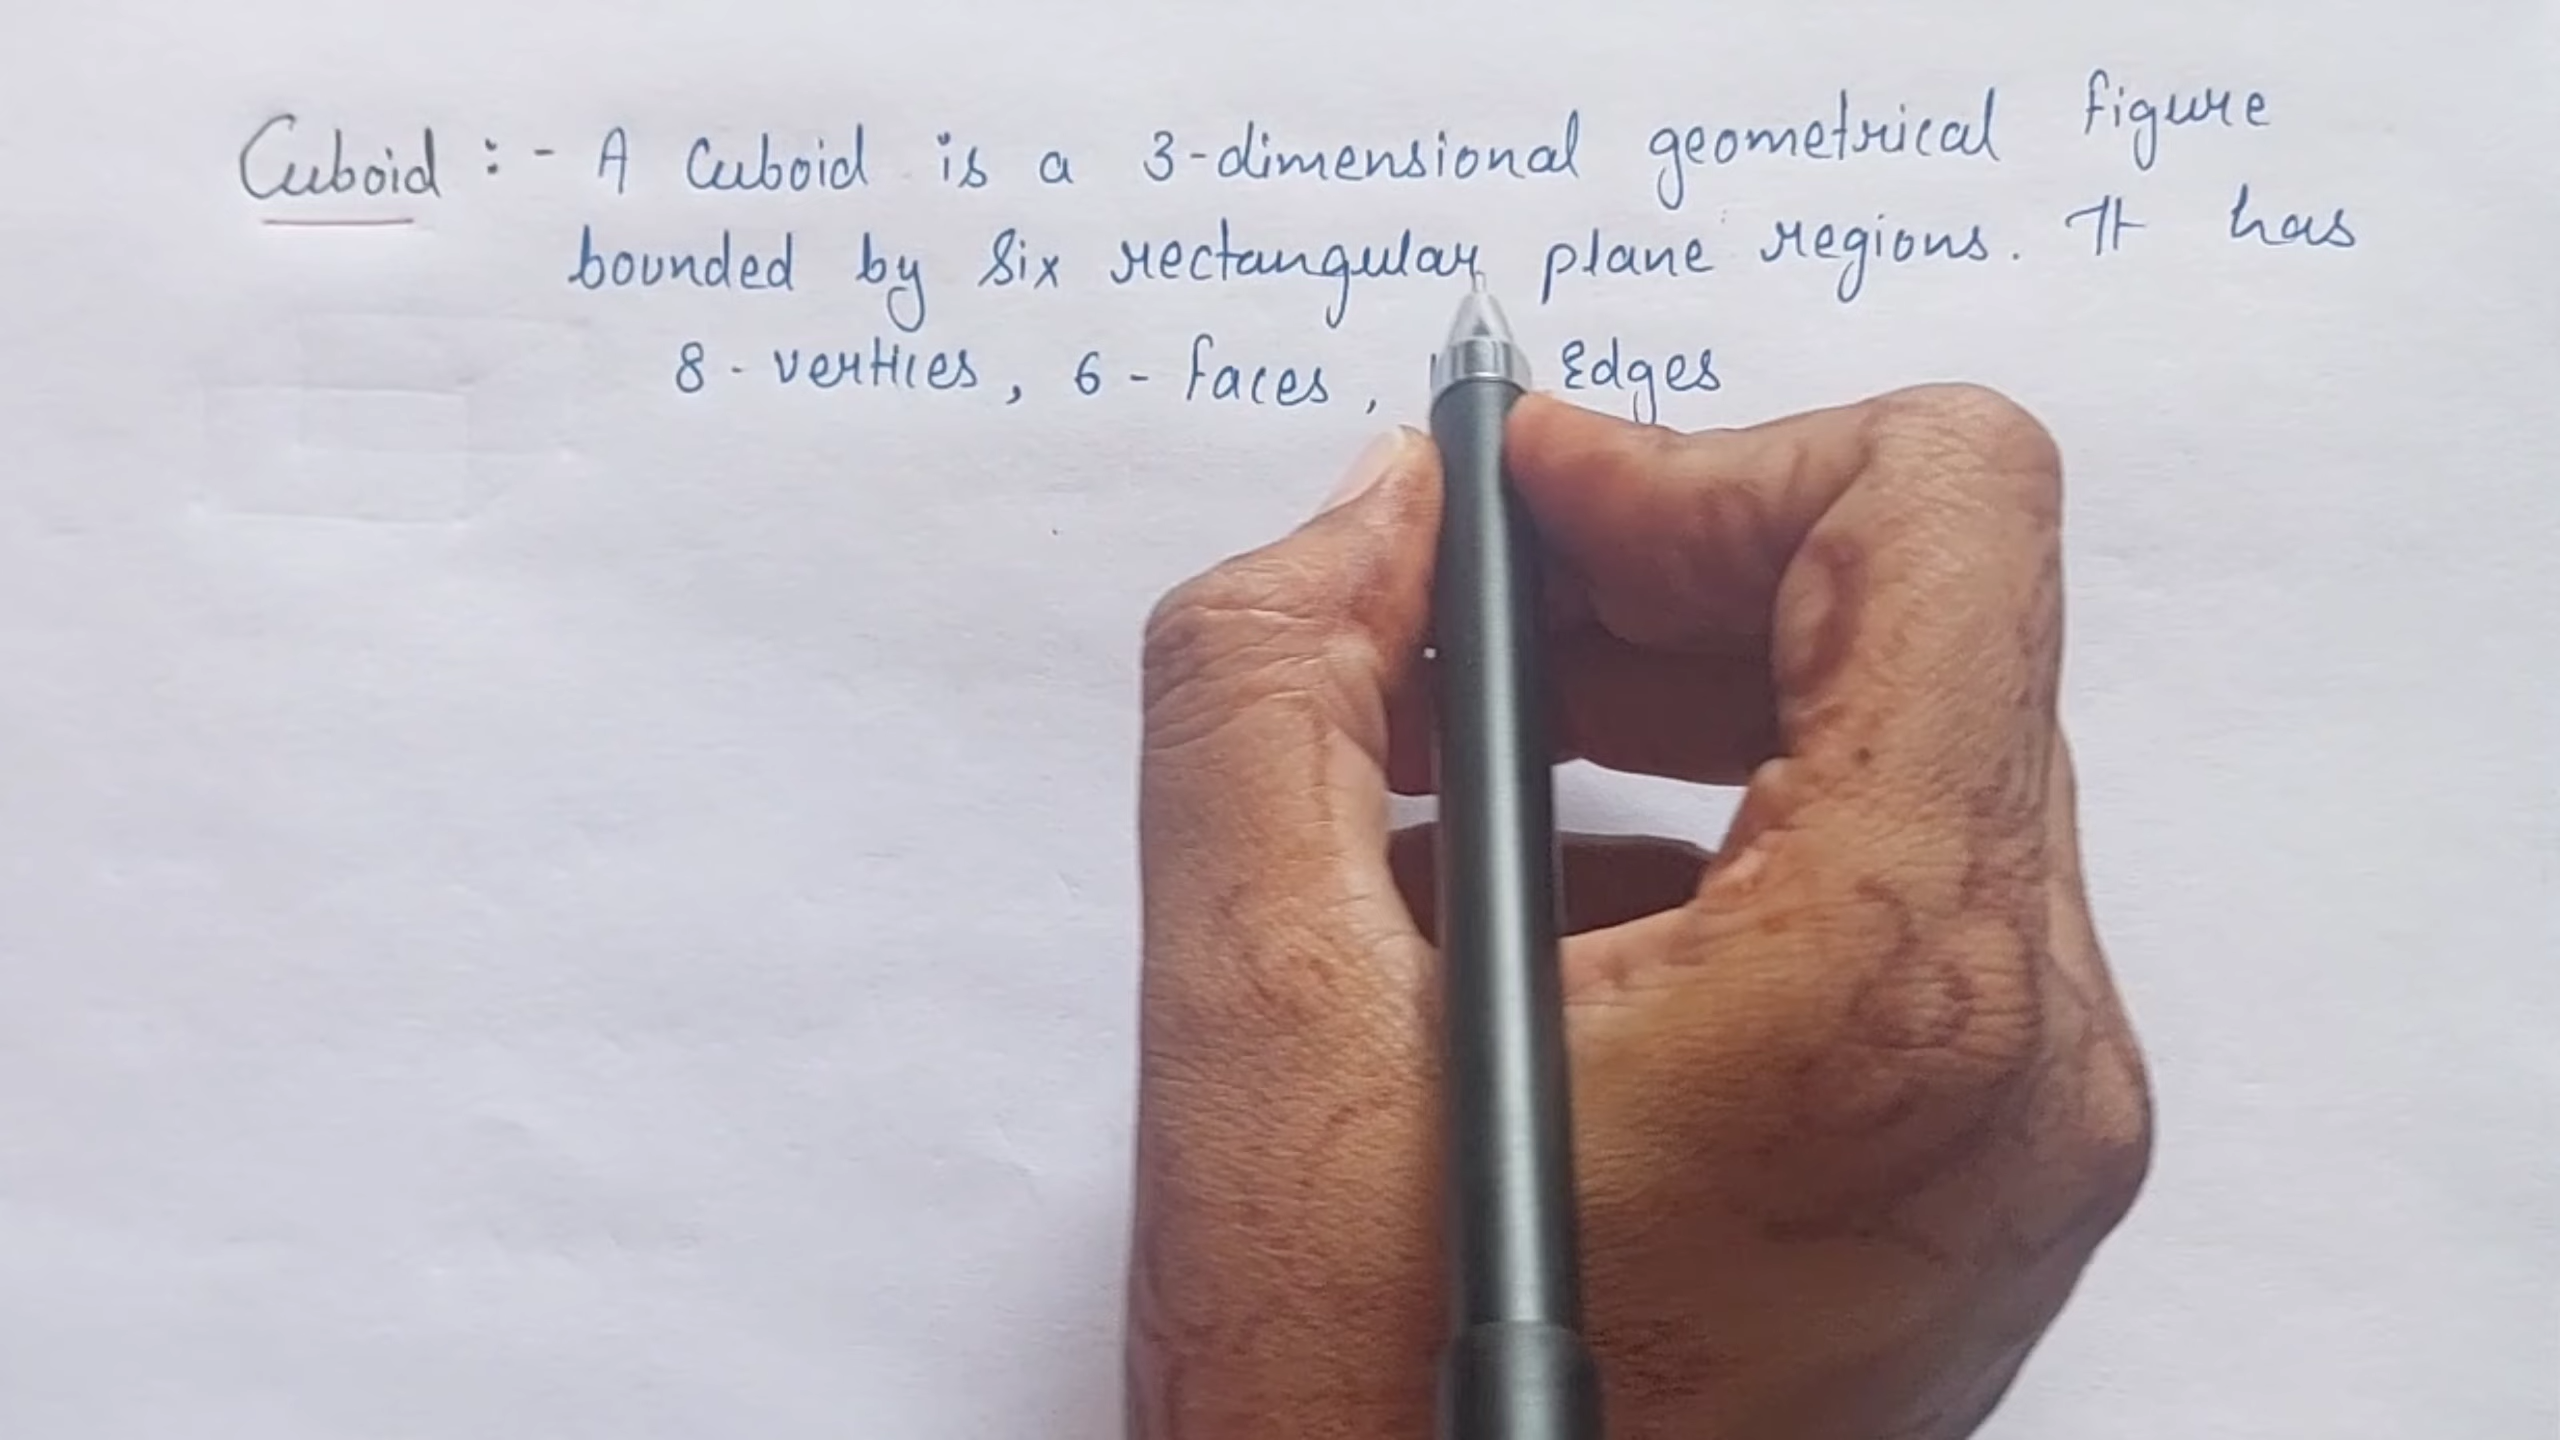 Cuboid :- A Cuboid is a 3-dimensional geometrical figure
bounded by Six rectangular plane regions. It has
8 - vertices, 6 - faces, Edges